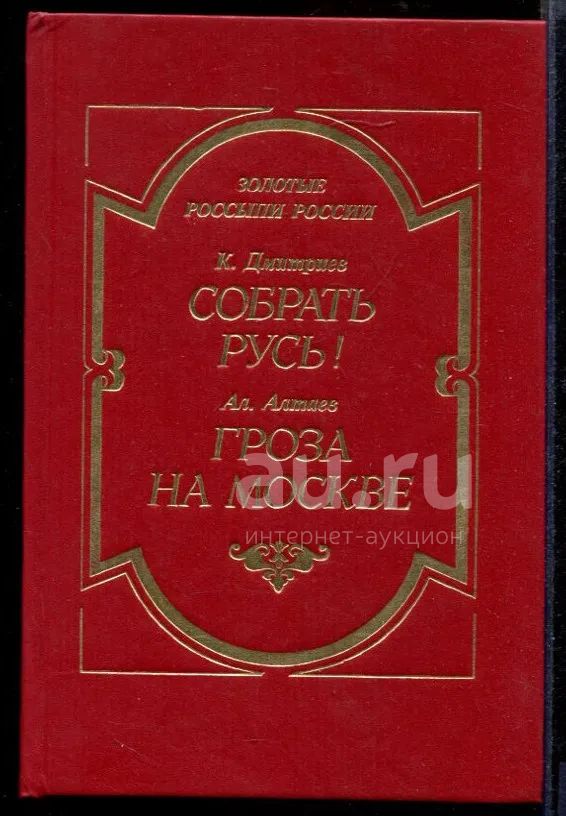 ЗОЛОТЫЕ
РОССЫПИ РОССИИ
К. Дмитриев
СОБРАТЬ
РУСЬ!
Ал. Алтаев
ГРОЗА
НА МОСКВЕ
au.ru
интернет-аукцион